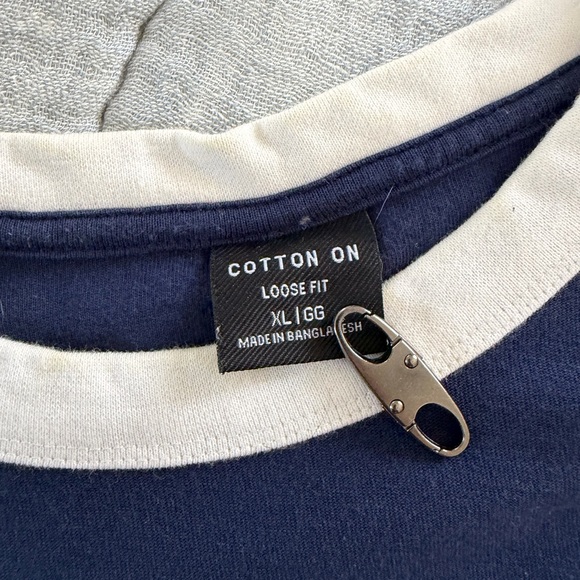 COTTON ON
LOOSE FIT
XL|GG
MADE IN BANGLADESH